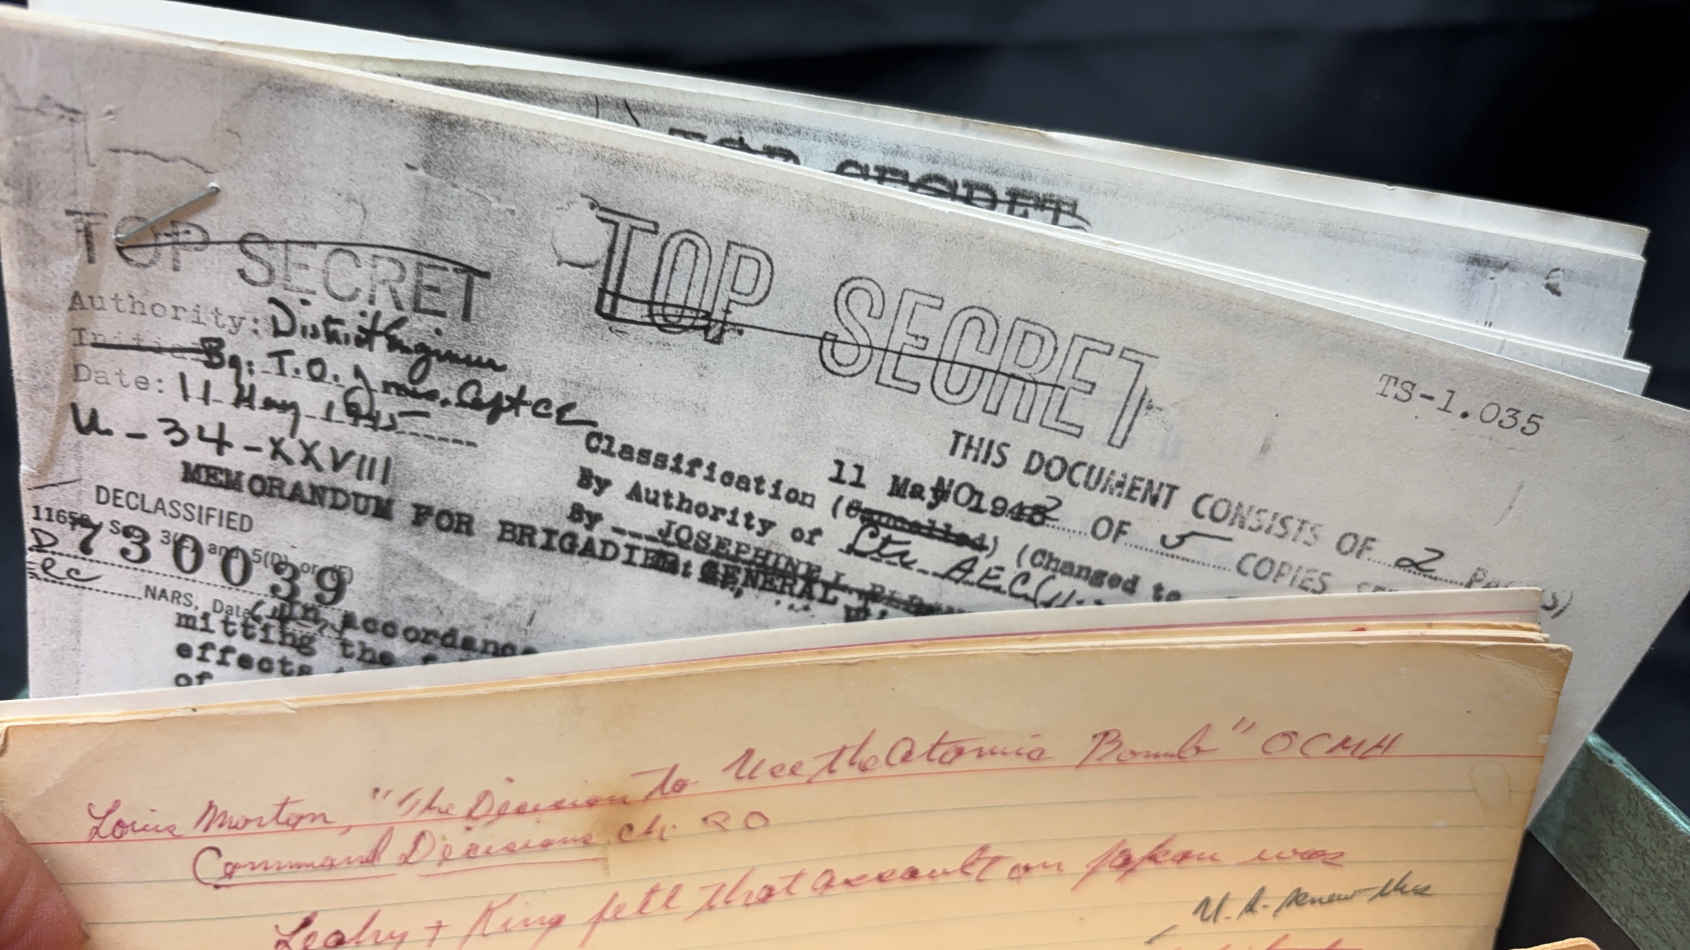 TOP SECRET
TOP SECRET
TOP SECRET
TS-1.035
Authority: District Engineer
By: T.O. Jones, Capt CE
Date: 11 May 1945
U-34-XXVIII
THIS DOCUMENT CONSISTS OF 2
NO 2 OF 5 COPIES
11 May 1945
Classification (Cancelled) (Changed to
By Authority of A.E.C.
By JOSEPHINE
MEMORANDUM FOR BRIGADIER GENERAL
DECLASSIFIED
730039
NARS, Date
In accordance
mitting the
effects
of
Louis Morton, "The Decision to Use the Atomic Bomb" OCMH
Command Decisions ch. 20
Leahy + King felt that assault on Japan was